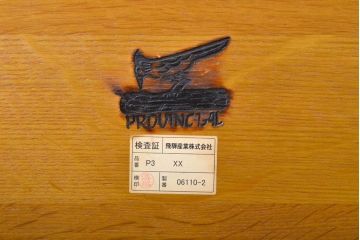 PROVINCIAL
検査証 飛騨産業株式会社
品番 P3 XX
検印 製番 06110-2